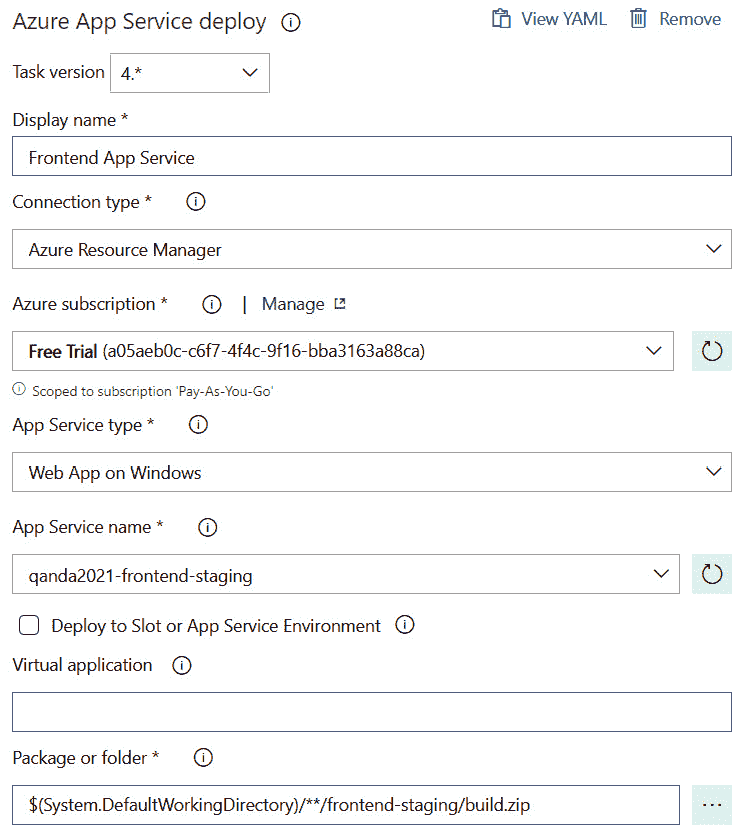 Azure App Service deploy
View YAML
Remove
Task version
4.*
Display name *
Frontend App Service
Connection type *
Azure Resource Manager
Azure subscription * | Manage
Free Trial (a05aeb0c-c6f7-4f4c-9f16-bba3163a88ca)
Scoped to subscription 'Pay-As-You-Go'
App Service type *
Web App on Windows
App Service name *
qanda2021-frontend-staging
Deploy to Slot or App Service Environment
Virtual application
Package or folder *
$(System.DefaultWorkingDirectory)/**/frontend-staging/build.zip
...